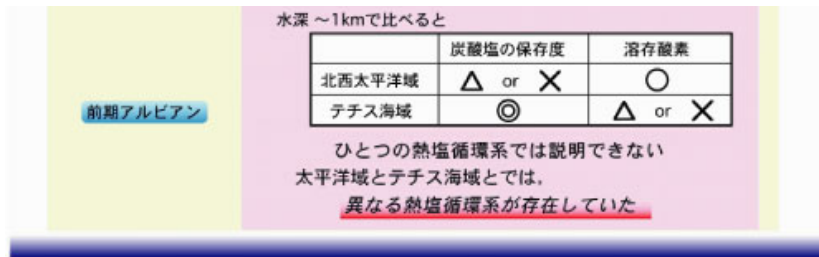 水深 ～1kmで比べると
炭酸塩の保存度 溶存酸素
北西太平洋域 △ or × ○
前期アルビアン
テチス海域 ◎ △ or ×
ひとつの熱塩循環系では説明できない
太平洋域とテチス海域とでは,
異なる熱塩循環系が存在していた